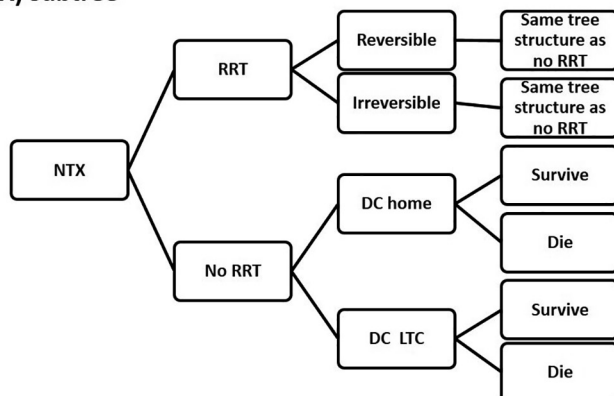 RRT
Reversible
Same tree
structure as
no RRT
Irreversible
Same tree
structure as
no RRT
NTX
No RRT
DC home
Survive
Die
DC LTC
Survive
Die